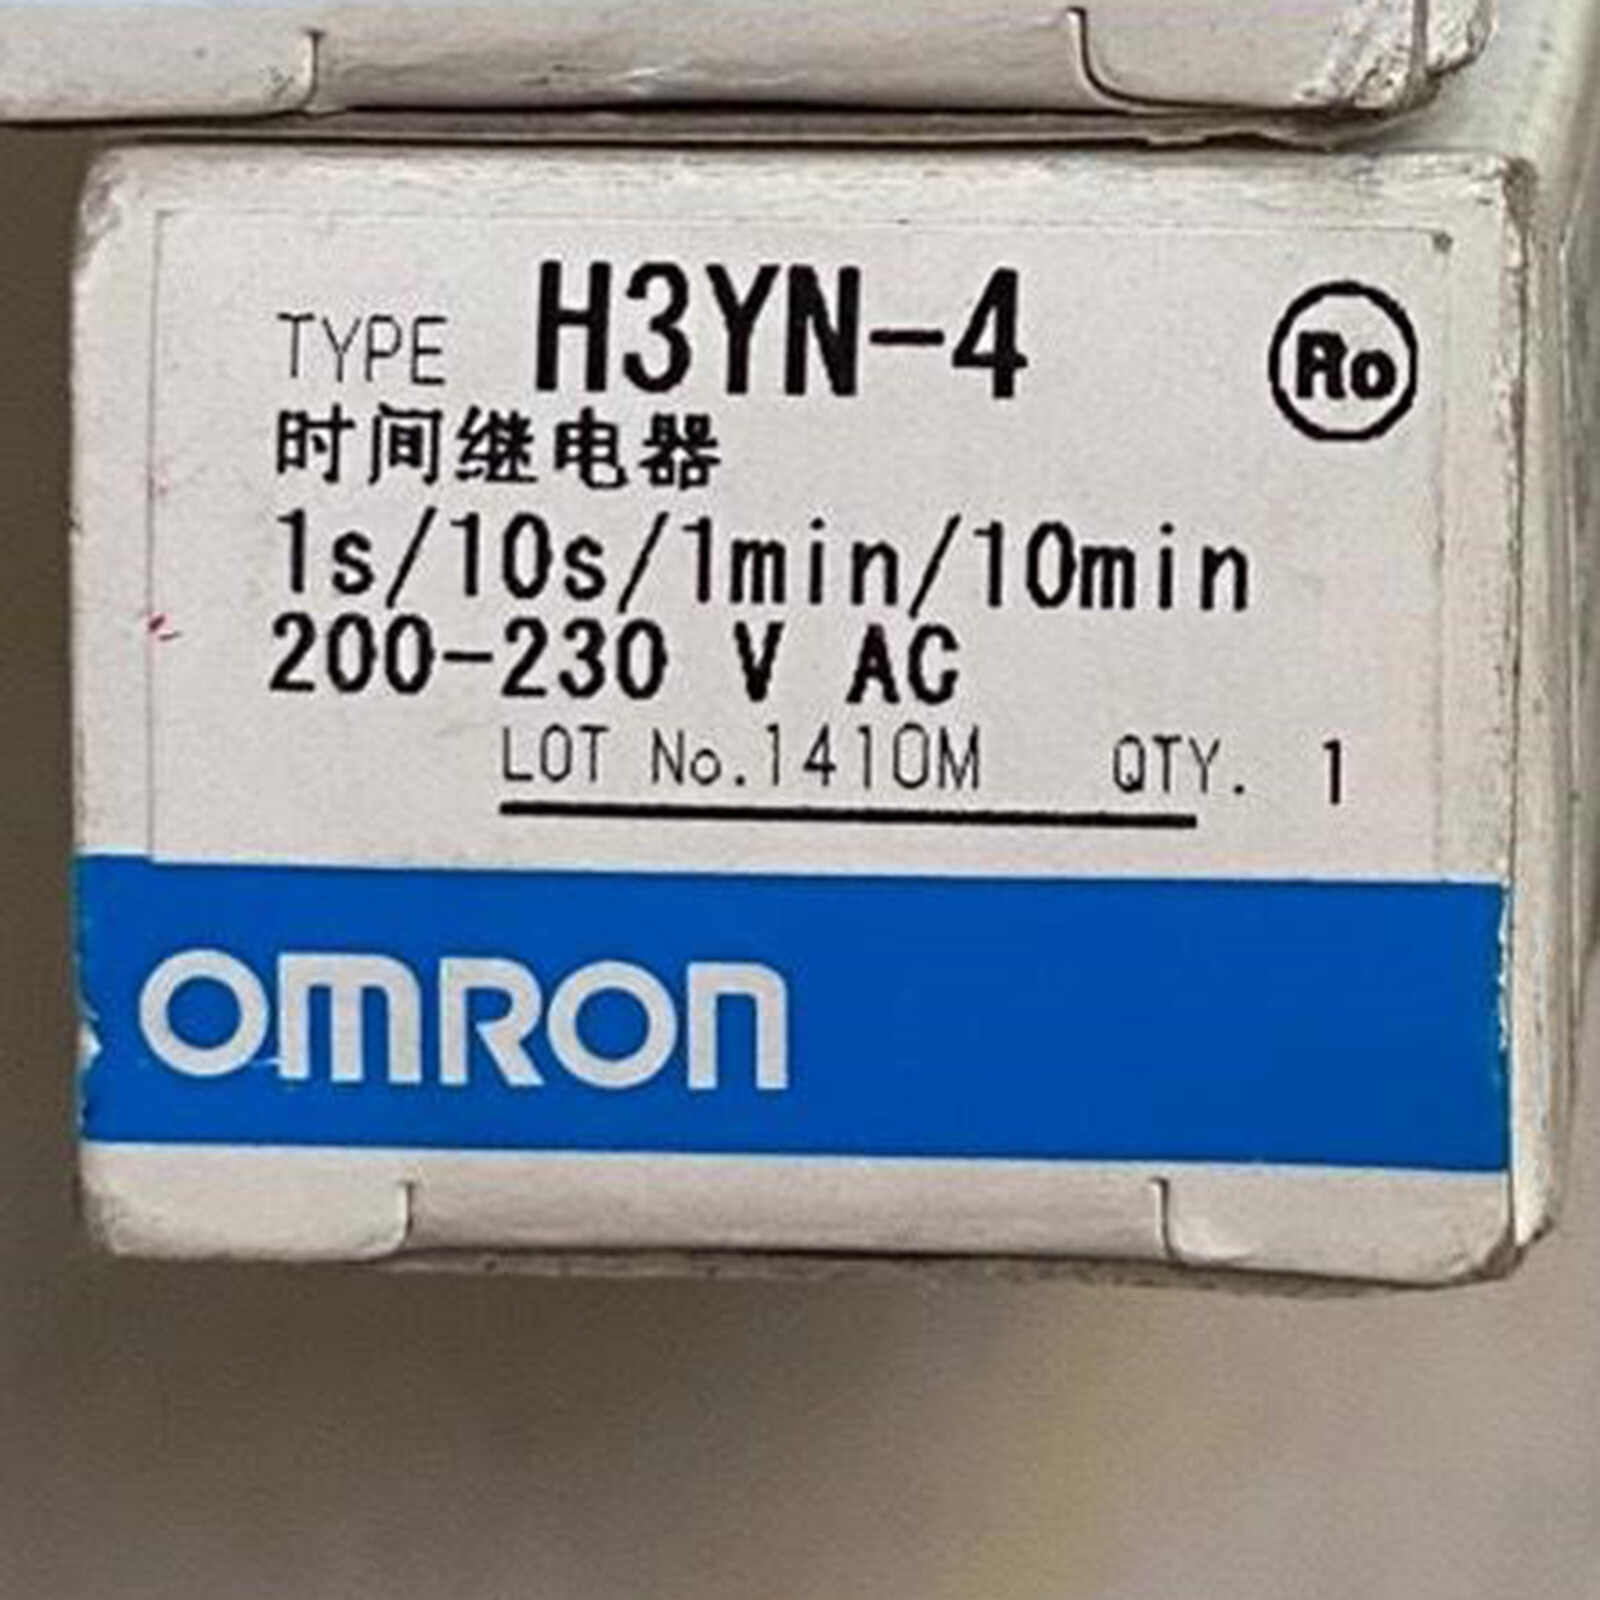 TYPE H3YN-4
Ro
时间继电器
1s/10s/1min/10min
200-230 V AC
LOT No.1410M QTY. 1
OMRON